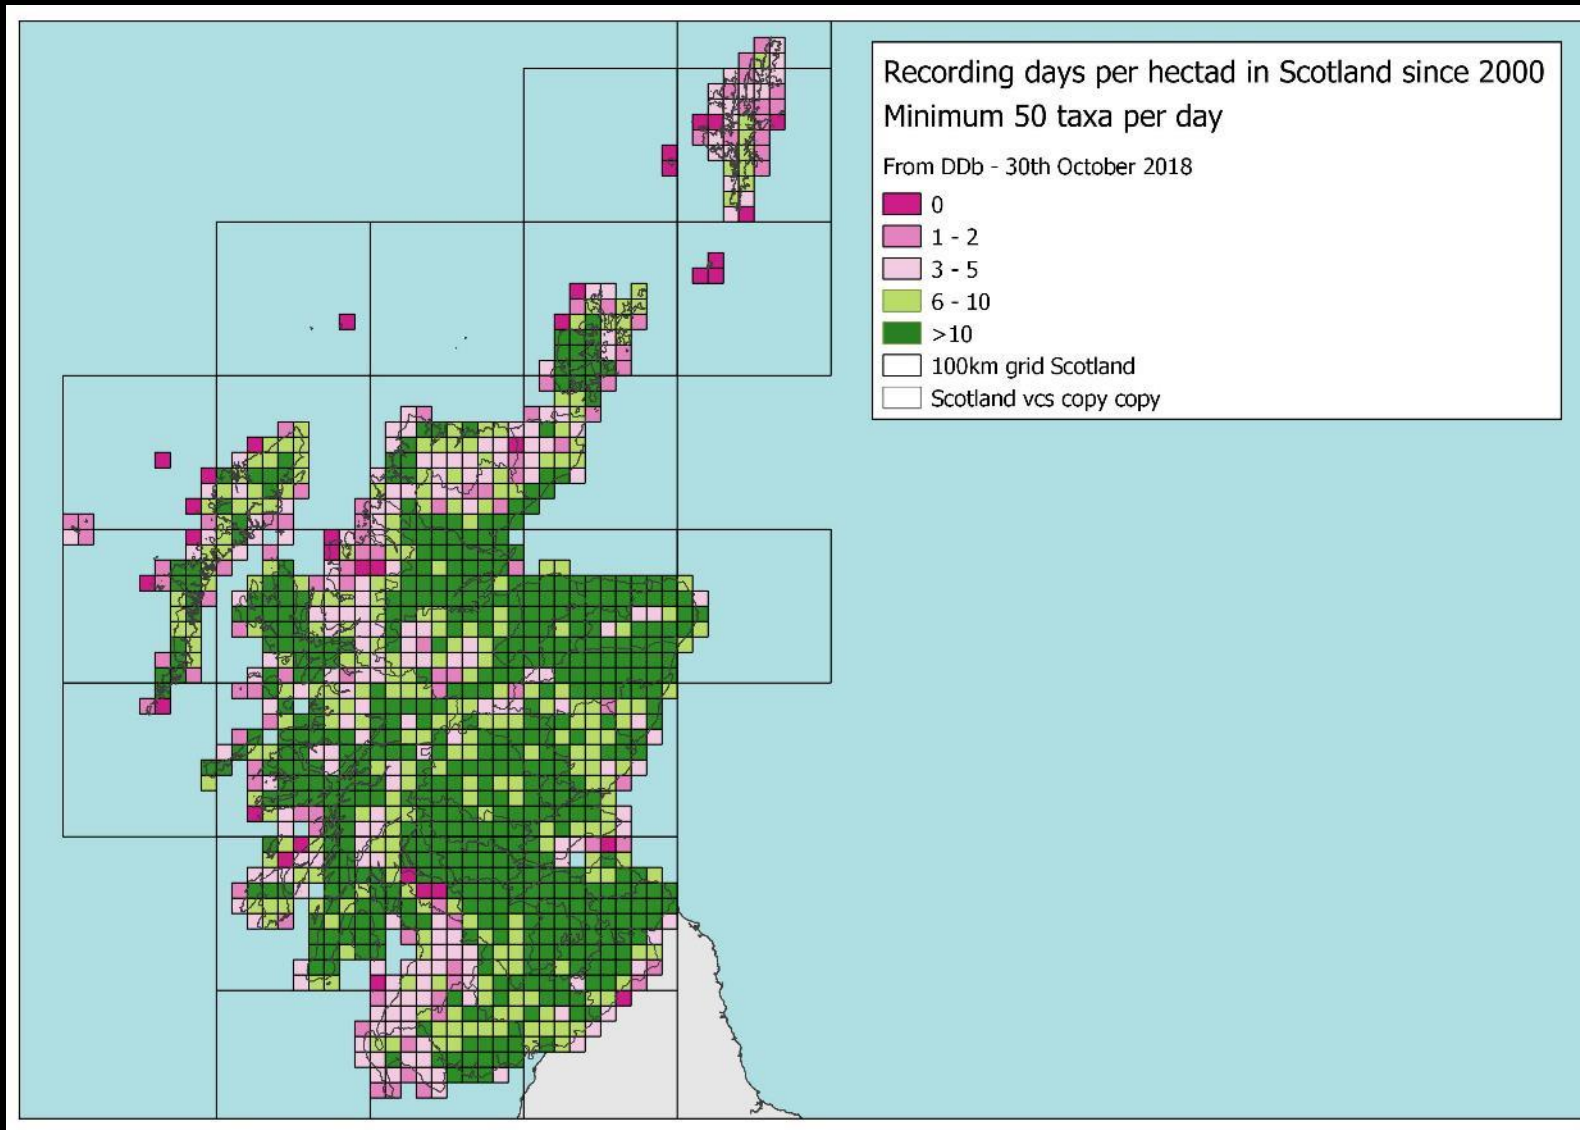 Recording days per hectad in Scotland since 2000
Minimum 50 taxa per day
From DDb - 30th October 2018
0
1 - 2
3 - 5
6 - 10
>10
100km grid Scotland
Scotland vcs copy copy